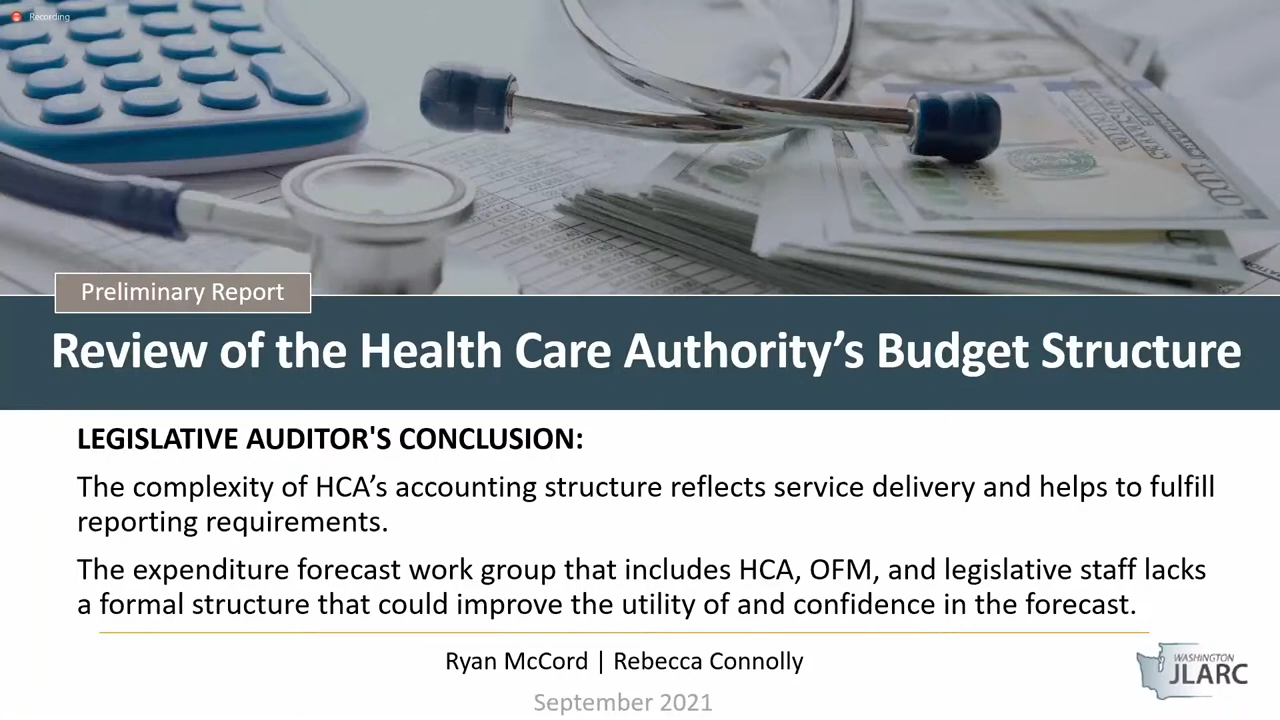 Recording
Preliminary Report
Review of the Health Care Authority’s Budget Structure
LEGISLATIVE AUDITOR'S CONCLUSION:
The complexity of HCA’s accounting structure reflects service delivery and helps to fulfill
reporting requirements.
The expenditure forecast work group that includes HCA, OFM, and legislative staff lacks
a formal structure that could improve the utility of and confidence in the forecast.
Ryan McCord | Rebecca Connolly
September 2021
WASHINGTON
JLARC